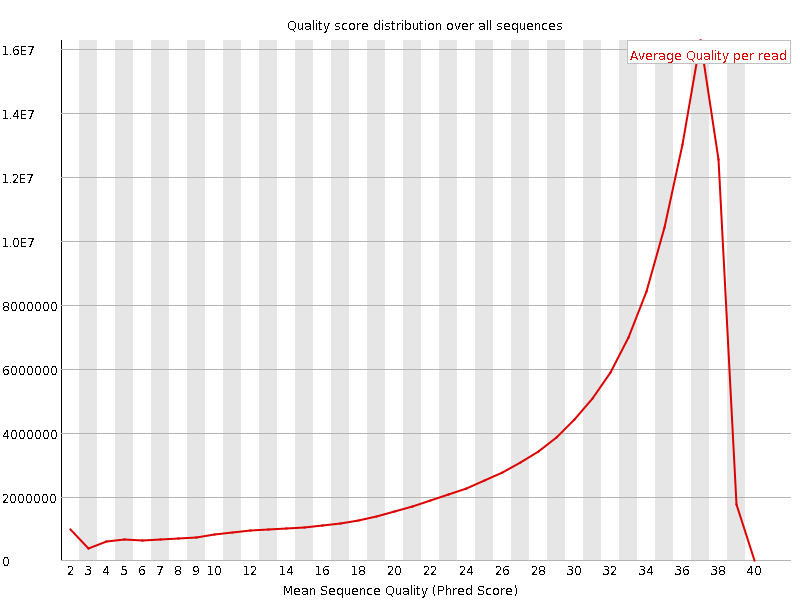 Quality score distribution over all sequences
Average Quality per read
1.6E7
1.4E7
1.2E7
1.0E7
8000000
6000000
4000000
2000000
0
2 3 4 5 6 7 8 9 10 12 14 16 18 20 22 24 26 28 30 32 34 36 38 40
Mean Sequence Quality (Phred Score)